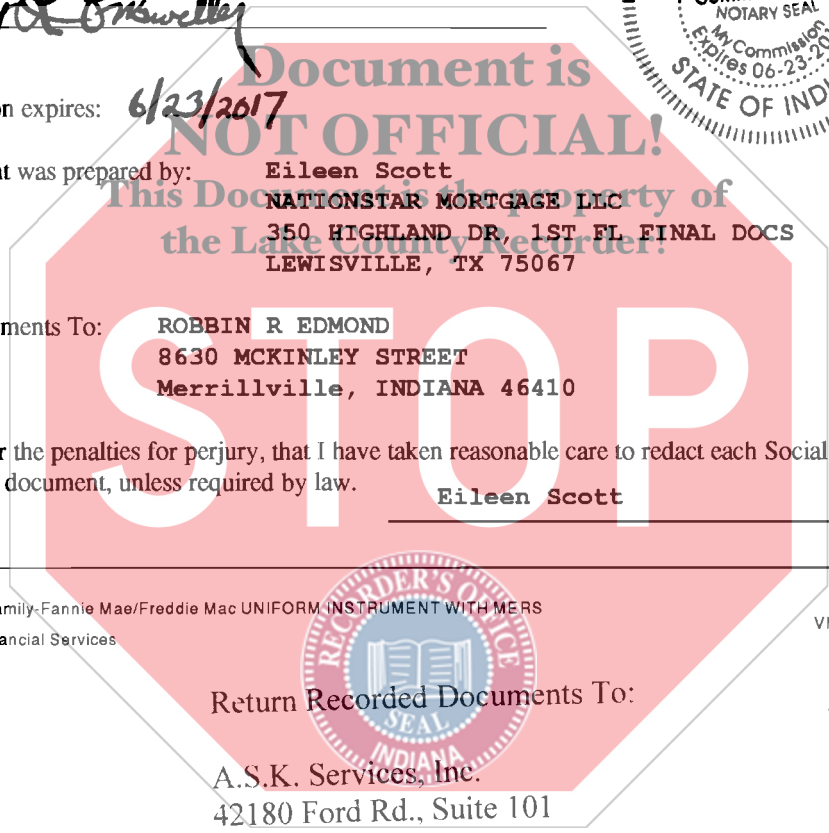 NOTARY SEAL
My Commission
Expires 06-23-20
STATE OF IND
n expires: 6/23/2017
Document is
NOT OFFICIAL!
This Document is the property of
the Lake County Recorder!
t was prepared by: Eileen Scott
NATIONSTAR MORTGAGE LLC
350 HIGHLAND DR, 1ST FL FINAL DOCS
LEWISVILLE, TX 75067
ments To: ROBBIN R EDMOND
8630 MCKINLEY STREET
Merrillville, INDIANA 46410
STOP
r the penalties for perjury, that I have taken reasonable care to redact each Social
document, unless required by law.
Eileen Scott
amily-Fannie Mae/Freddie Mac UNIFORM INSTRUMENT WITH MERS
ancial Services
RECORDER'S OFFICE
SEAL
INDIANA
Return Recorded Documents To:
A.S.K. Services, Inc.
42180 Ford Rd., Suite 101